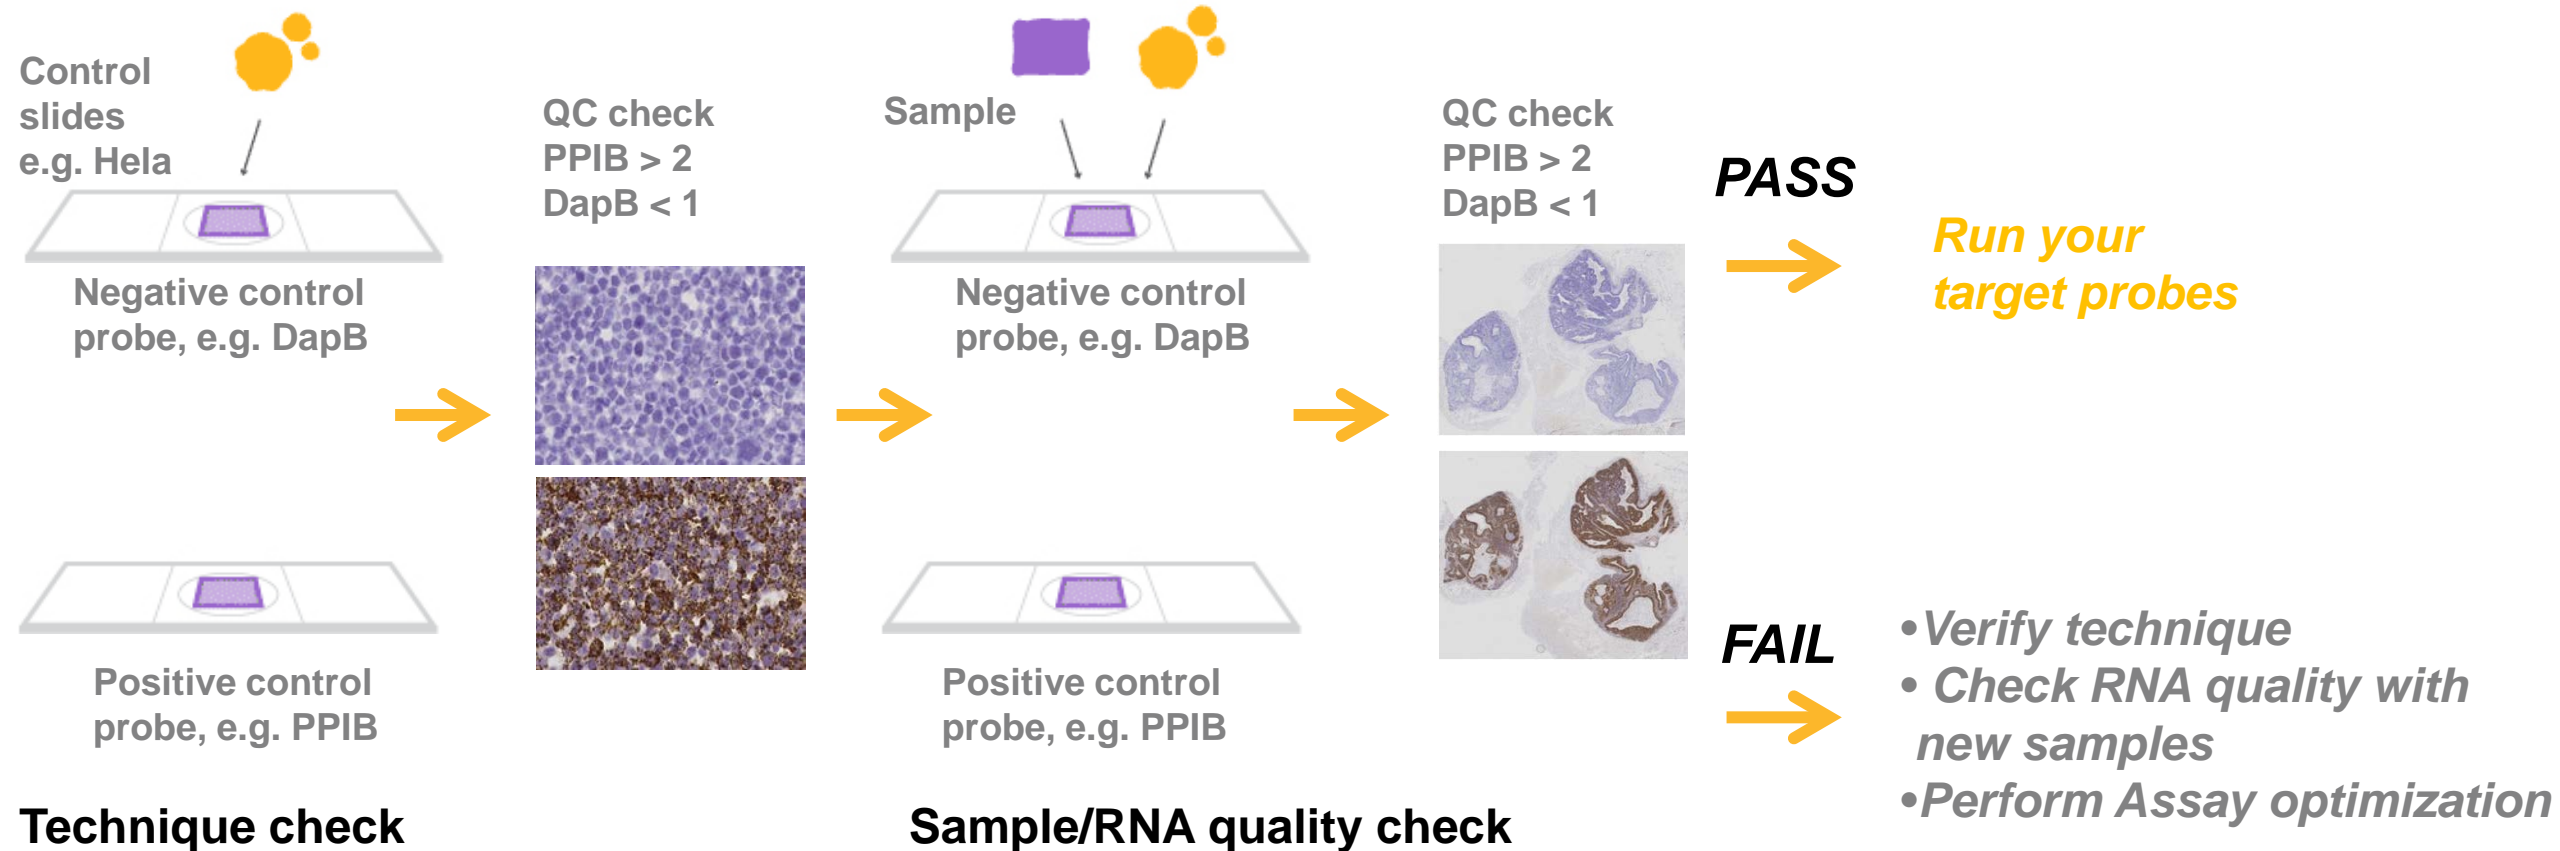 Control
slides
e.g. Hela
Negative control
probe, e.g. DapB
Positive control
probe, e.g. PPIB
Technique check
QC check
PPIB > 2
DapB < 1
Sample
Negative control
probe, e.g. DapB
Positive control
probe, e.g. PPIB
Sample/RNA quality check
QC check
PPIB > 2
DapB < 1
PASS
Run your
target probes
FAIL
•Verify technique
• Check RNA quality with
new samples
•Perform Assay optimization